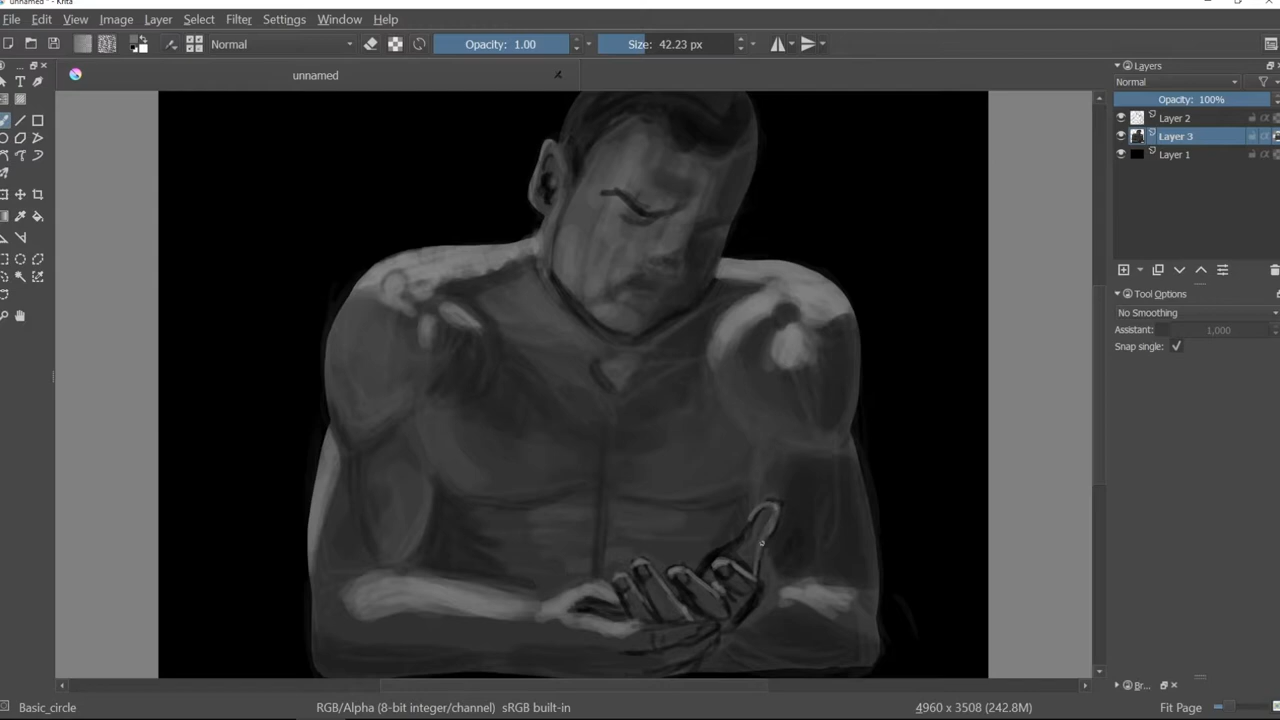 unnamed * - Krita
File Edit View Image Layer Select Filter Settings Window Help
Normal Opacity: 1.00 Size: 42.23 px
... Layers
unnamed
Normal
Opacity: 100%
Layer 2
Layer 3
Layer 1
Tool Options
No Smoothing
Assistant: 1,000
Snap single:
Br...
Basic_circle RGB/Alpha (8-bit integer/channel) sRGB built-in 4960 x 3508 (242.8M) Fit Page